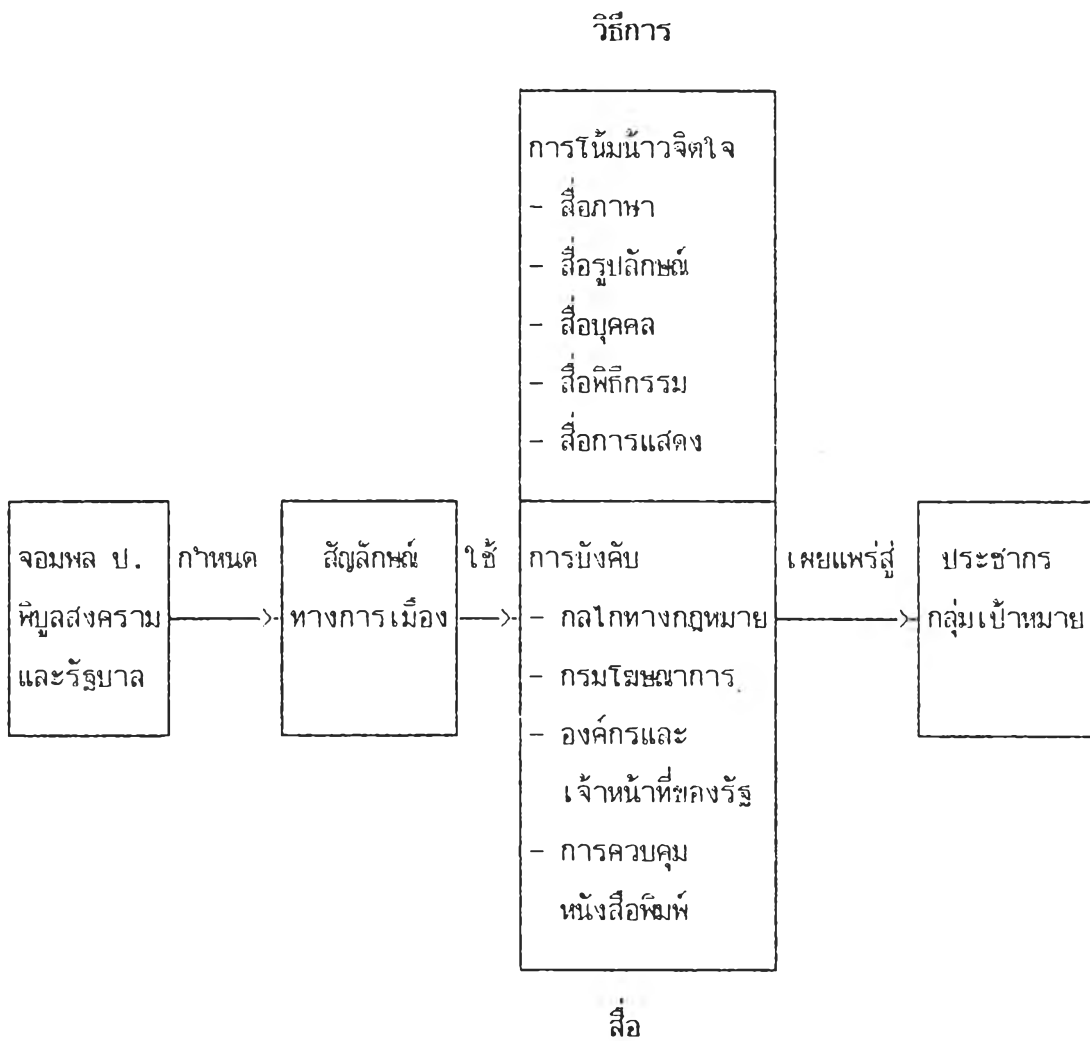 วิธีการ
การโน้มน้าวจิตใจ
- สื่อภาษา
- สื่อรูปลักษณ์
- สื่อบุคคล
- สื่อพิธีกรรม
- สื่อการแสดง
จอมพล ป.
พิบูลสงคราม
และรัฐบาล
กำหนด
สัญลักษณ์
ทางการเมือง
ใช้
การบังคับ
- กลไกทางกฎหมาย
- กรมโฆษณาการ
- องค์กรและ
เจ้าหน้าที่ของรัฐ
- การควบคุม
หนังสือพิมพ์
เผยแพร่สู่
ประชากร
กลุ่มเป้าหมาย
สื่อ